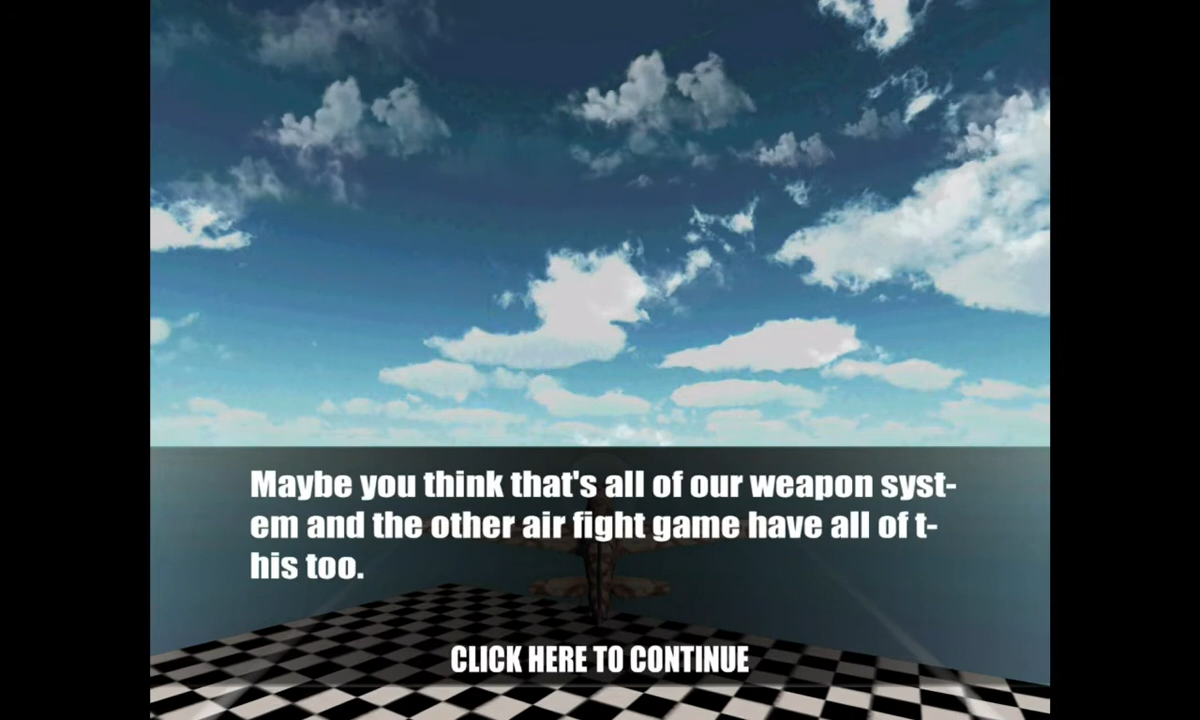 Maybe you think that's all of our weapon syst-
em and the other air fight game have all of t-
his too.
CLICK HERE TO CONTINUE